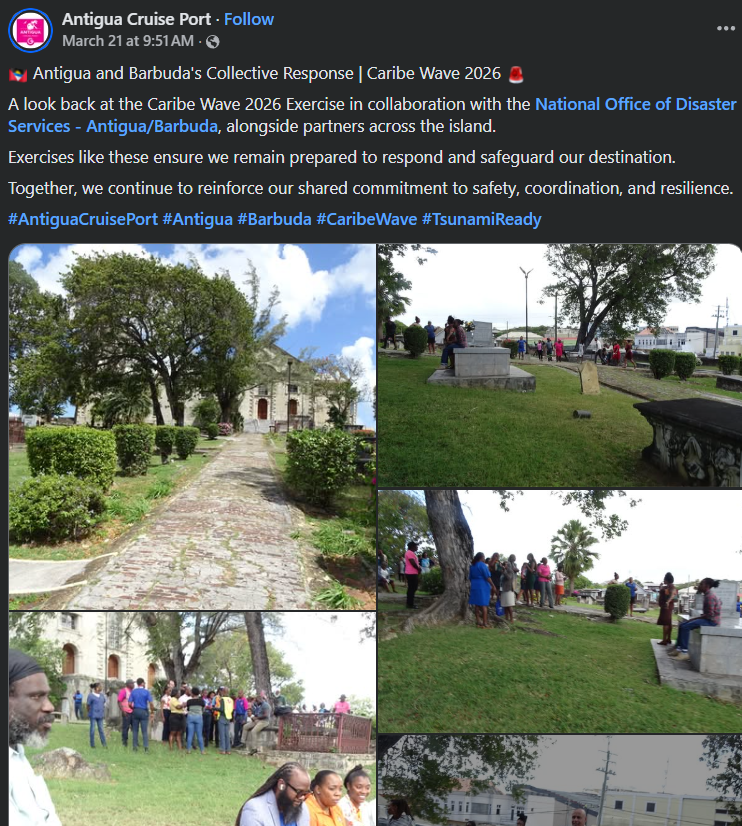 Antigua Cruise Port · Follow
March 21 at 9:51 AM ·
Antigua and Barbuda's Collective Response | Caribe Wave 2026
A look back at the Caribe Wave 2026 Exercise in collaboration with the National Office of Disaster
Services - Antigua/Barbuda, alongside partners across the island.
Exercises like these ensure we remain prepared to respond and safeguard our destination.
Together, we continue to reinforce our shared commitment to safety, coordination, and resilience.
#AntiguaCruisePort #Antigua #Barbuda #CaribeWave #TsunamiReady